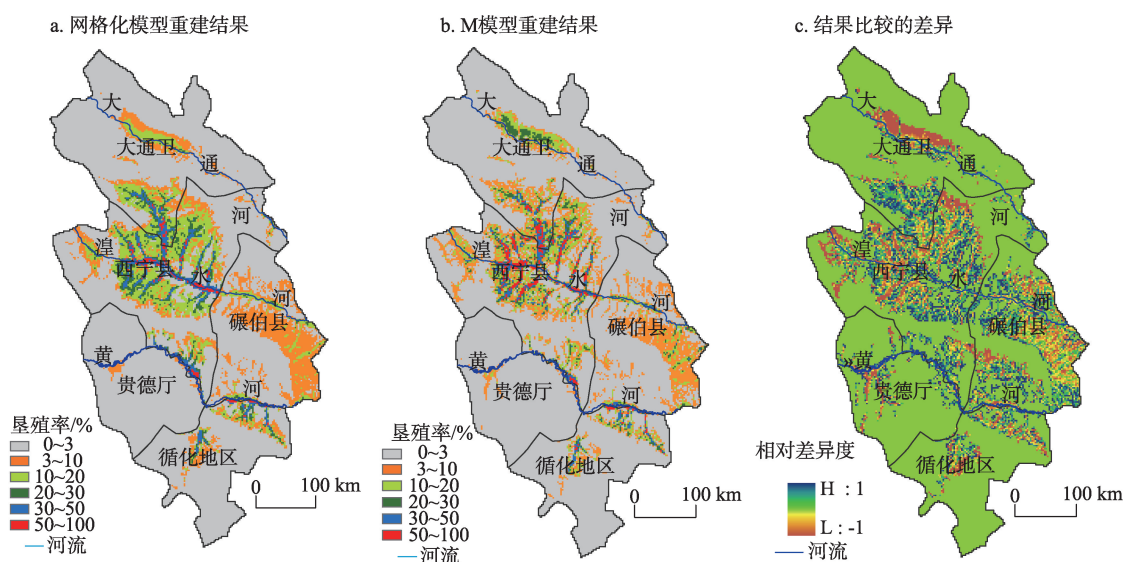 a. 网格化模型重建结果
大
大通卫
通
河
湟
西宁县
水
河
碾伯县
黄
贵德厅
河
循化地区
垦殖率/%
0~3
3~10
10~20
20~30
30~50
50~100
河流
0 100 km
b. M模型重建结果
大
大通卫
通
河
湟
西宁县
水
河
碾伯县
黄
贵德厅
河
循化地区
垦殖率/%
0~3
3~10
10~20
20~30
30~50
50~100
河流
0 100 km
c. 结果比较的差异
大
大通卫
通
河
湟
西宁县
水
河
碾伯县
黄
贵德厅
河
循化地区
相对差异度
H : 1
L : -1
河流
0 100 km